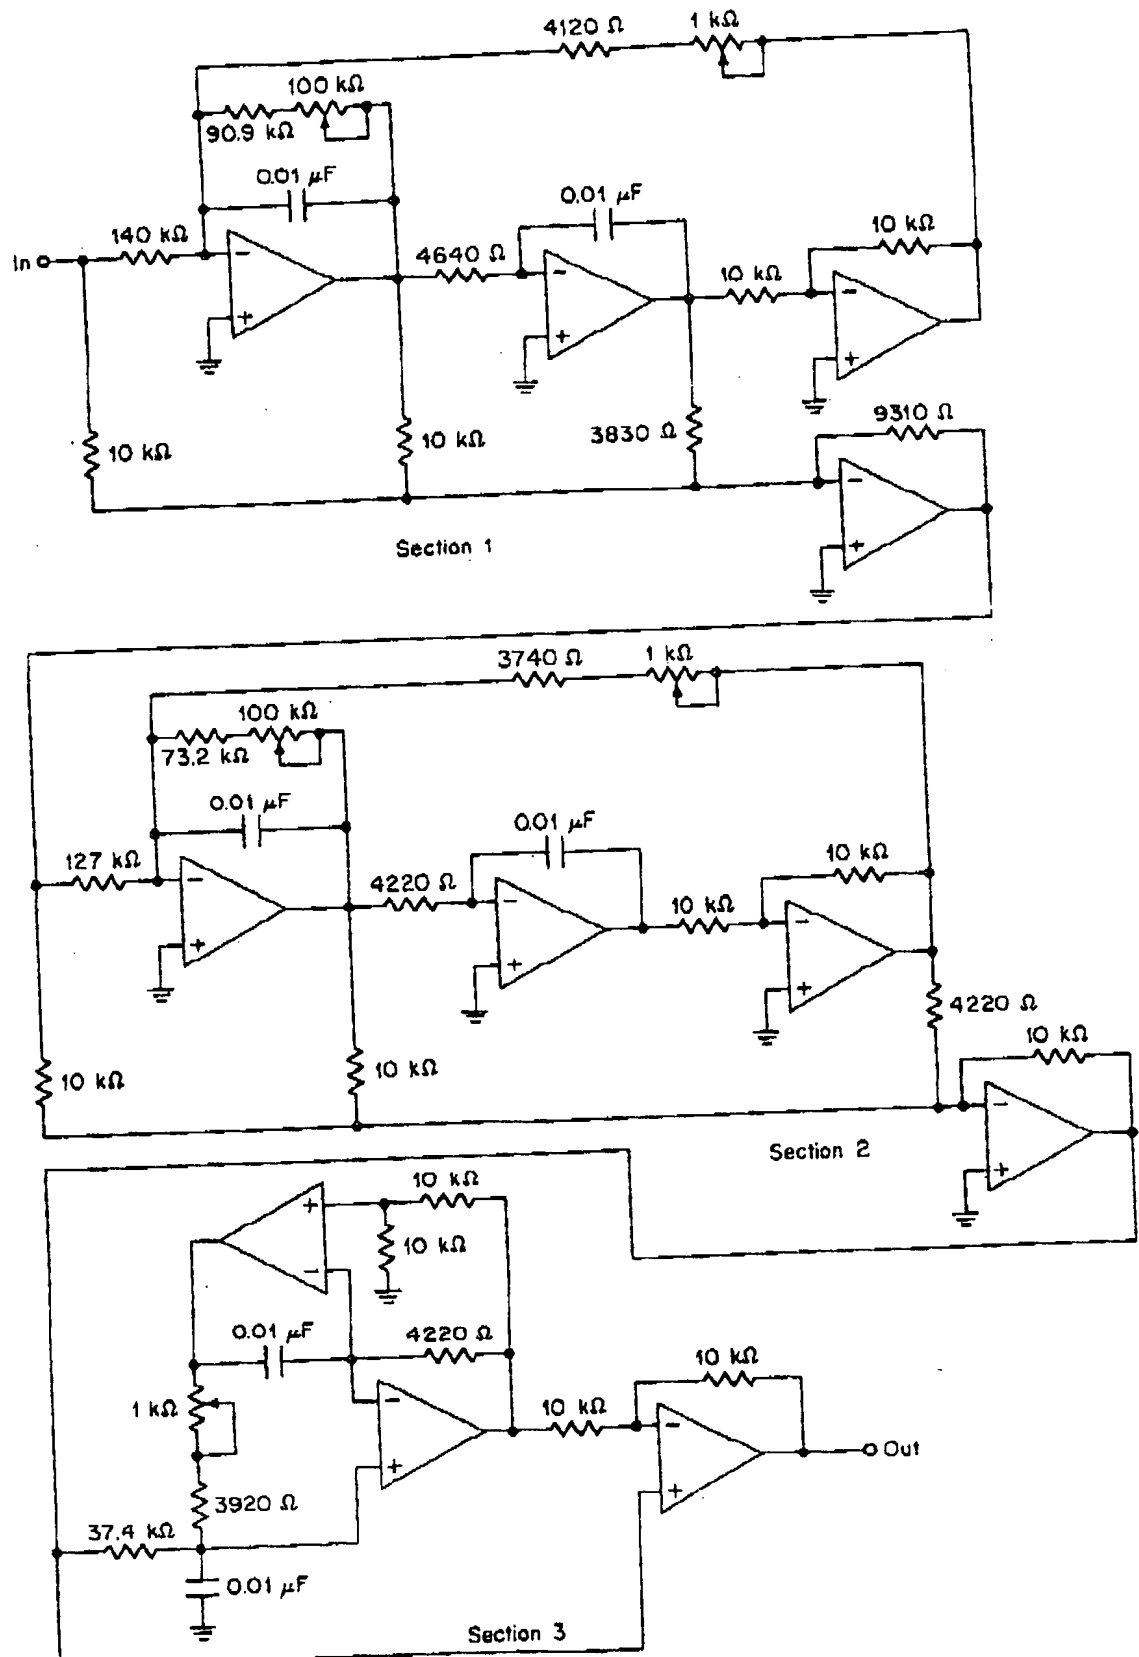 4120 Ω
1 kΩ
100 kΩ
90.9 kΩ
0.01 μF
0.01 μF
10 kΩ
In
140 kΩ
4640 Ω
10 kΩ
−
−
−
+
+
+
9310 Ω
10 kΩ
10 kΩ
3830 Ω
−
+
Section 1
3740 Ω
1 kΩ
100 kΩ
73.2 kΩ
0.01 μF
0.01 μF
10 kΩ
127 kΩ
4220 Ω
10 kΩ
−
−
−
+
+
+
4220 Ω
10 kΩ
10 kΩ
10 kΩ
−
+
Section 2
10 kΩ
+
10 kΩ
−
0.01 μF
4220 Ω
10 kΩ
1 kΩ
10 kΩ
−
−
+
+
Out
3920 Ω
37.4 kΩ
0.01 μF
Section 3